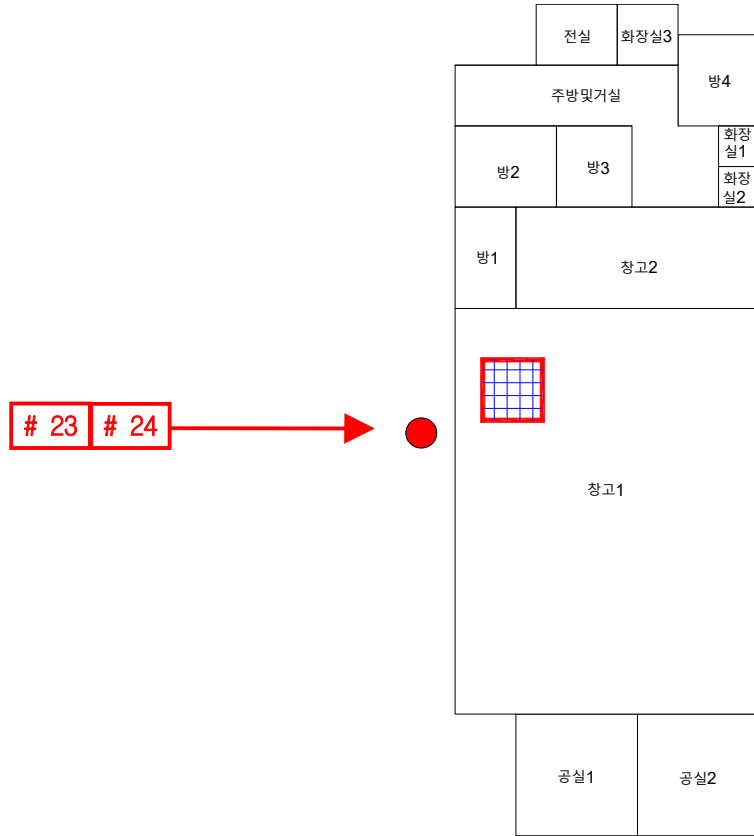 전실
화장실3
방4
주방및거실
화장
실1
방2
방3
화장
실2
방1
창고2
# 23
# 24
창고1
공실1
공실2